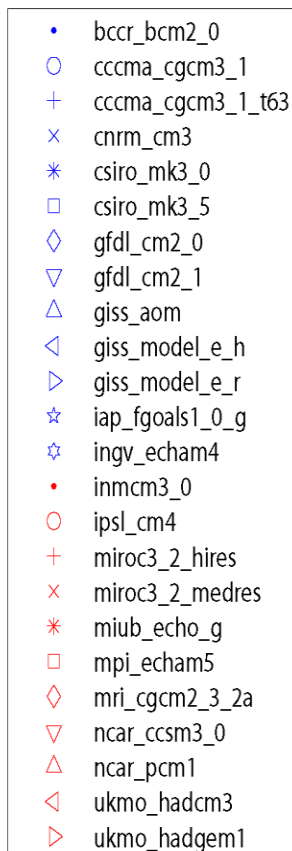 bccr_bcm2_0
cccma_cgcm3_1
cccma_cgcm3_1_t63
cnrm_cm3
csiro_mk3_0
csiro_mk3_5
gfdl_cm2_0
gfdl_cm2_1
giss_aom
giss_model_e_h
giss_model_e_r
iap_fgoals1_0_g
ingv_echam4
inmcm3_0
ipsl_cm4
miroc3_2_hires
miroc3_2_medres
miub_echo_g
mpi_echam5
mri_cgcm2_3_2a
ncar_ccsm3_0
ncar_pcm1
ukmo_hadcm3
ukmo_hadgem1